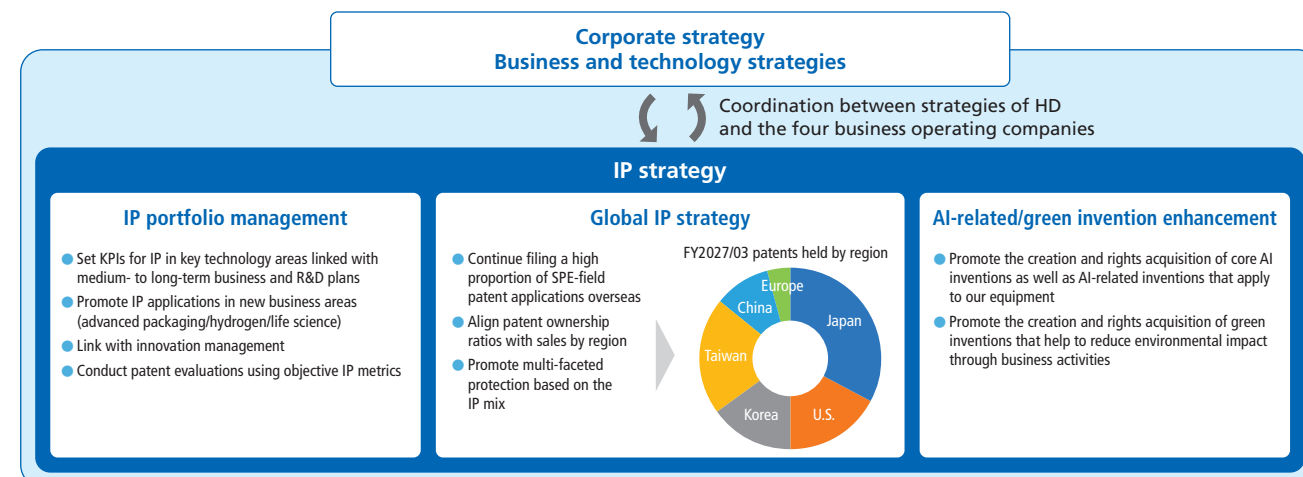 Corporate strategy
Business and technology strategies
Coordination between strategies of HD
and the four business operating companies
IP strategy
IP portfolio management
Set KPIs for IP in key technology areas linked with
medium- to long-term business and R&D plans
Promote IP applications in new business areas
(advanced packaging/hydrogen/life science)
Link with innovation management
Conduct patent evaluations using objective IP metrics
Global IP strategy
Continue filing a high
proportion of SPE-field
patent applications overseas
Align patent ownership
ratios with sales by region
Promote multi-faceted
protection based on the
IP mix
FY2027/03 patents held by region
Europe
China
Japan
Taiwan
Korea
U.S.
AI-related/green invention enhancement
Promote the creation and rights acquisition of core AI
inventions as well as AI-related inventions that apply
to our equipment
Promote the creation and rights acquisition of green
inventions that help to reduce environmental impact
through business activities